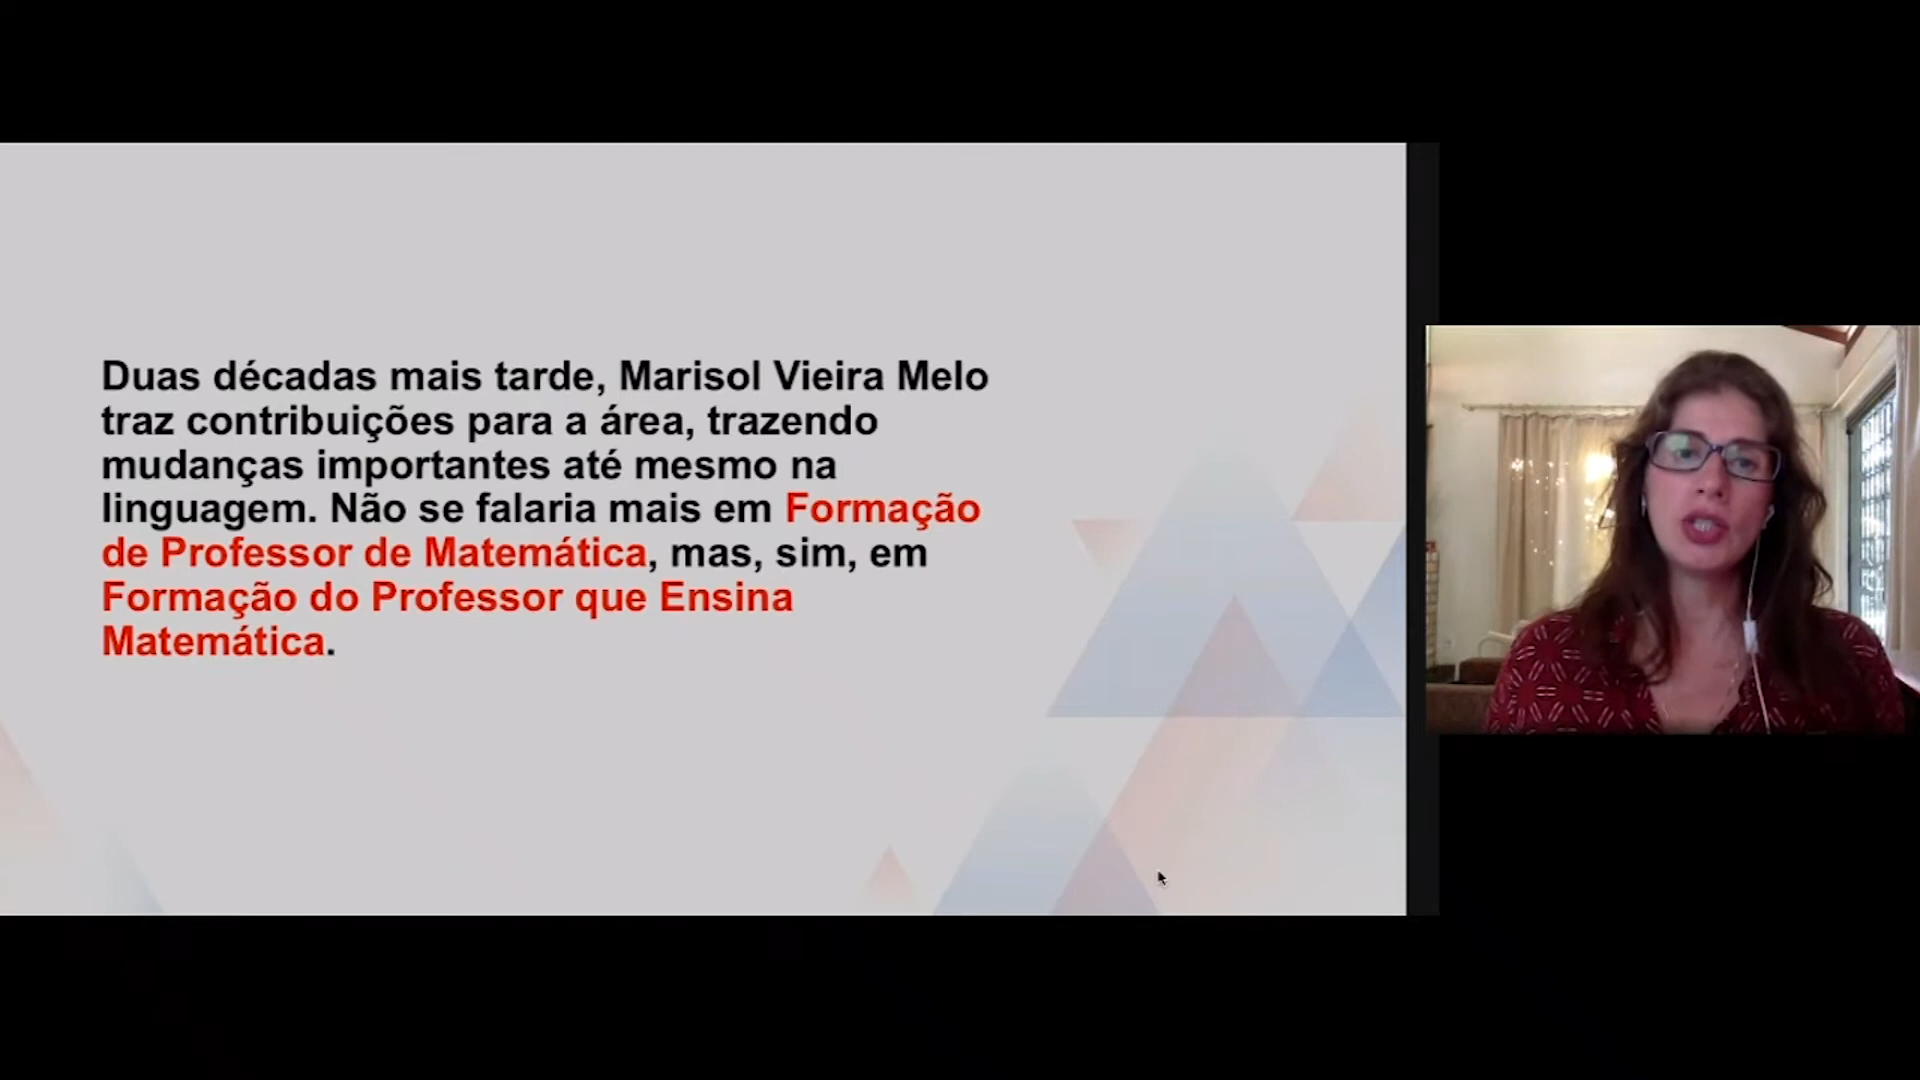 Duas décadas mais tarde, Marisol Vieira Melo
traz contribuições para a área, trazendo
mudanças importantes até mesmo na
linguagem. Não se falaria mais em Formação
de Professor de Matemática, mas, sim, em
Formação do Professor que Ensina
Matemática.